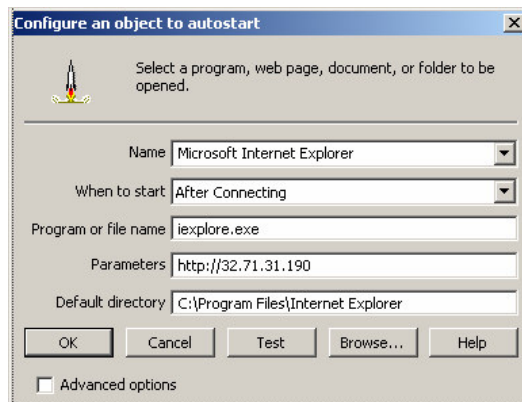 Configure an object to autostart
Select a program, web page, document, or folder to be
opened.
Name Microsoft Internet Explorer
When to start After Connecting
Program or file name iexplore.exe
Parameters http://32.71.31.190
Default directory C:\Program Files\Internet Explorer
OK Cancel Test Browse... Help
Advanced options